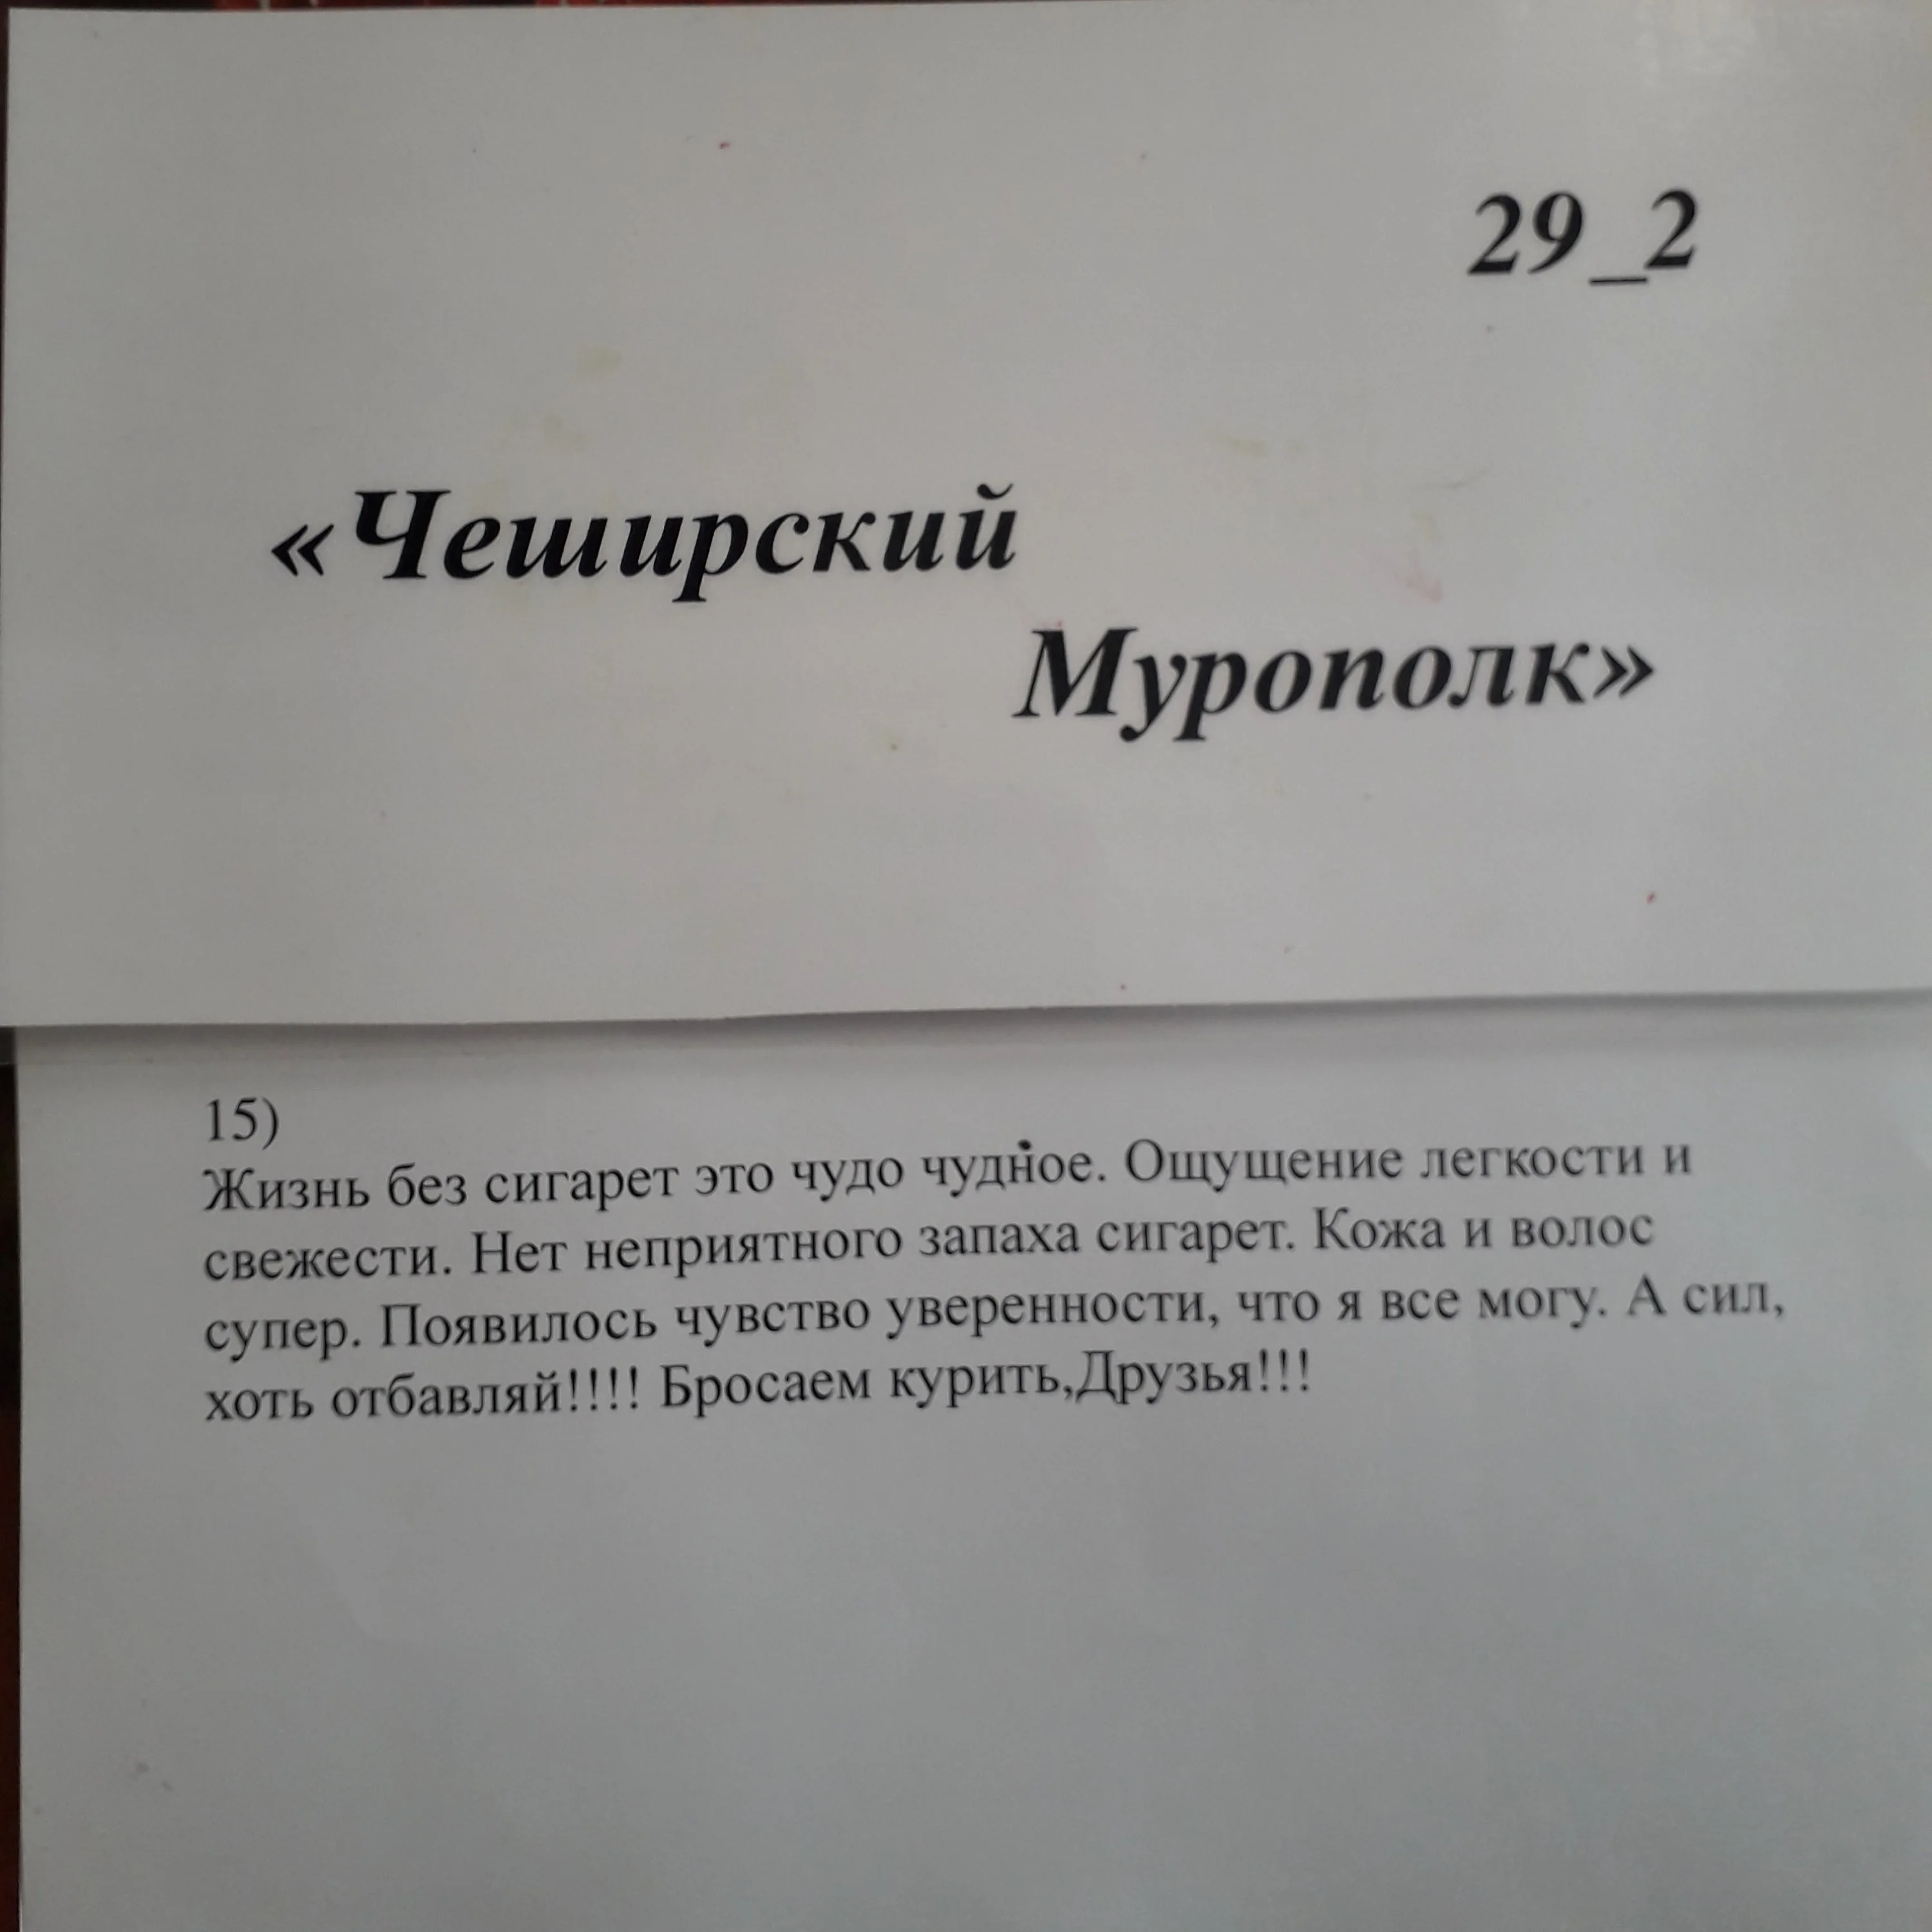 29_2
«Чеширский
Мурополк»
15)
Жизнь без сигарет это чудо чудное. Ощущение легкости и
свежести. Нет неприятного запаха сигарет. Кожа и волос
супер. Появилось чувство уверенности, что я все могу. А сил,
хоть отбавляй!!!! Бросаем курить,Друзья!!!